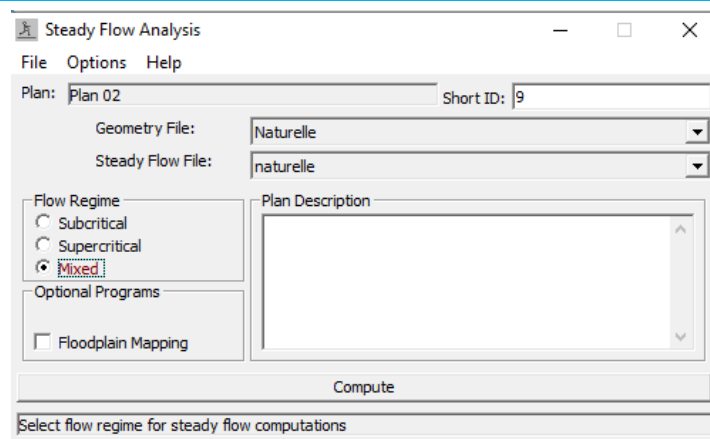 Steady Flow Analysis
File Options Help
Plan: Plan 02 Short ID: 9
Geometry File: Naturelle
Steady Flow File: naturelle
Flow Regime Plan Description
Subcritical
Supercritical
Mixed
Optional Programs
Floodplain Mapping
Compute
Select flow regime for steady flow computations